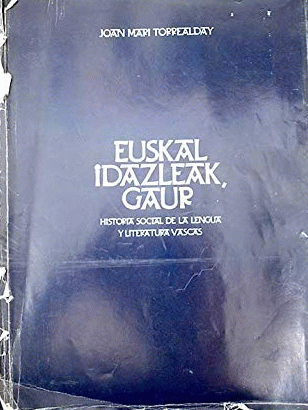 JOAN MARI TORREALDAY
EUSKAL
IDAZLEAK,
GAUR
HISTORIA SOCIAL DE LA LENGUA
Y LITERATURA VASCAS